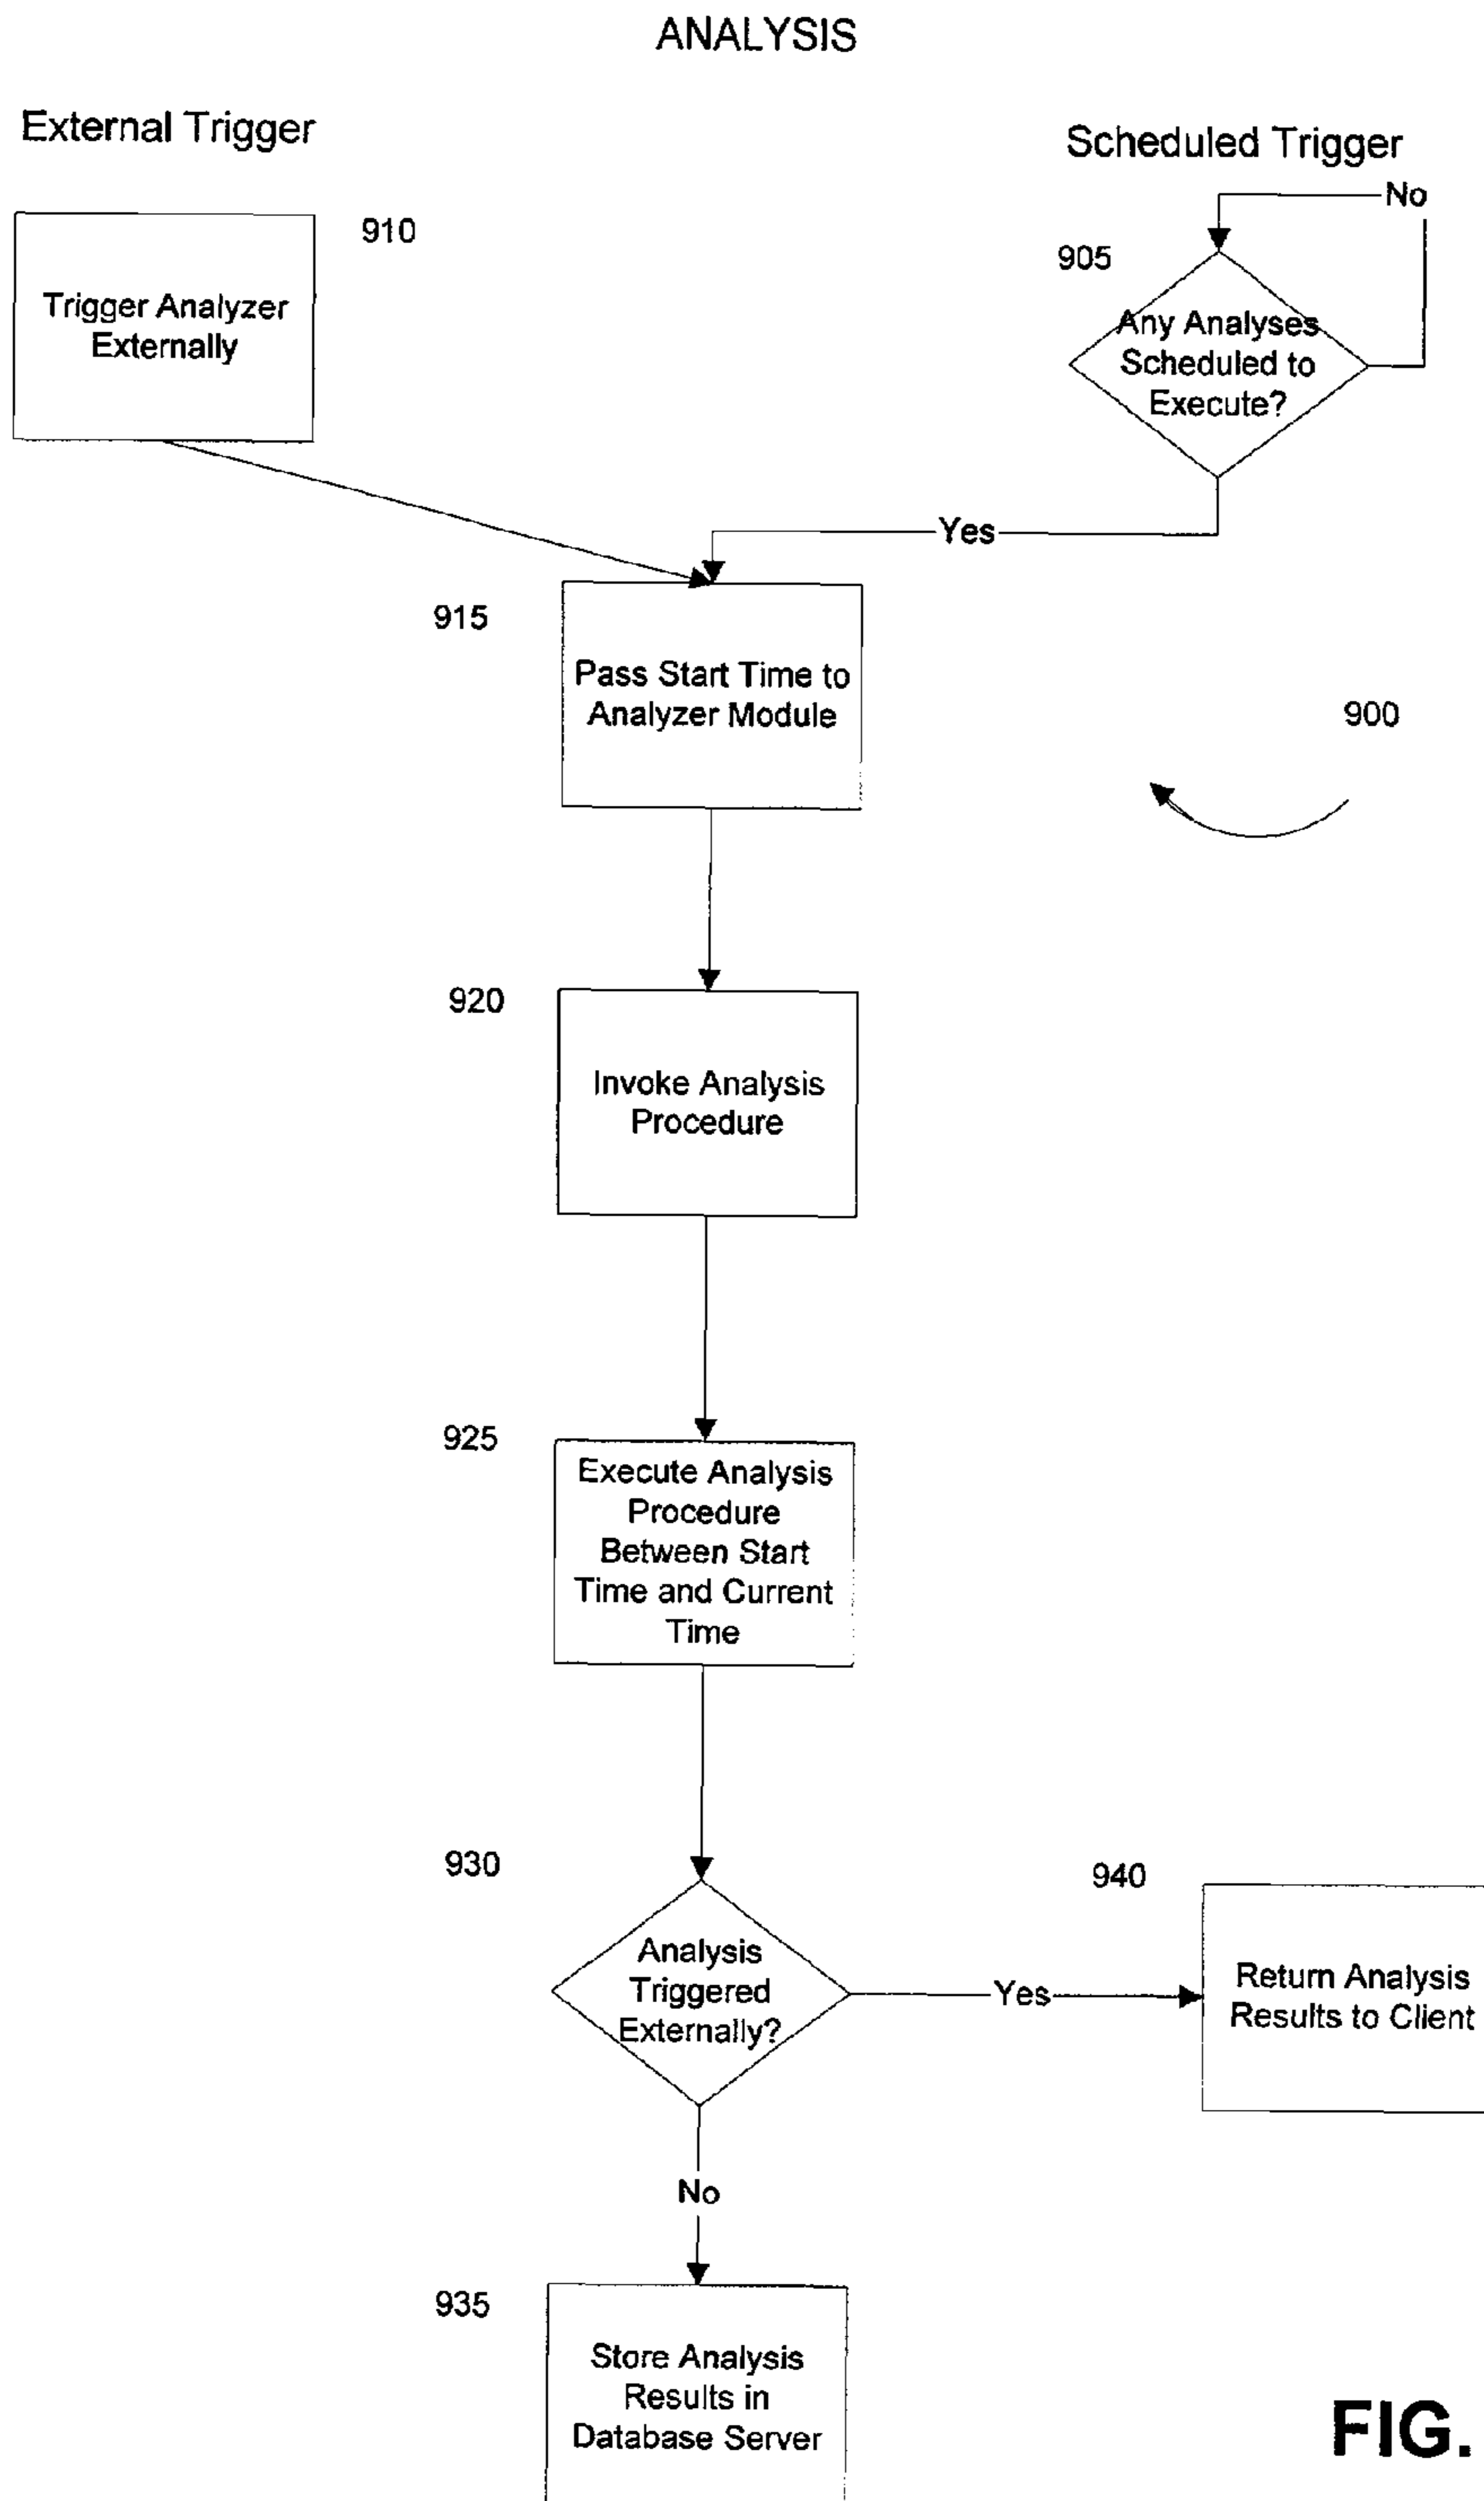 ANALYSIS
External Trigger
Scheduled Trigger
No
910
905
Trigger Analyzer
Externally
Any Analyses
Scheduled to
Execute?
Yes
915
Pass Start Time to
Analyzer Module
900
920
Invoke Analysis
Procedure
925
Execute Analysis
Procedure
Between Start
Time and Current
Time
930
940
Analysis
Triggered
Externally?
Yes
Return Analysis
Results to Client
No
935
Store Analysis
Results in
Database Server
FIG.